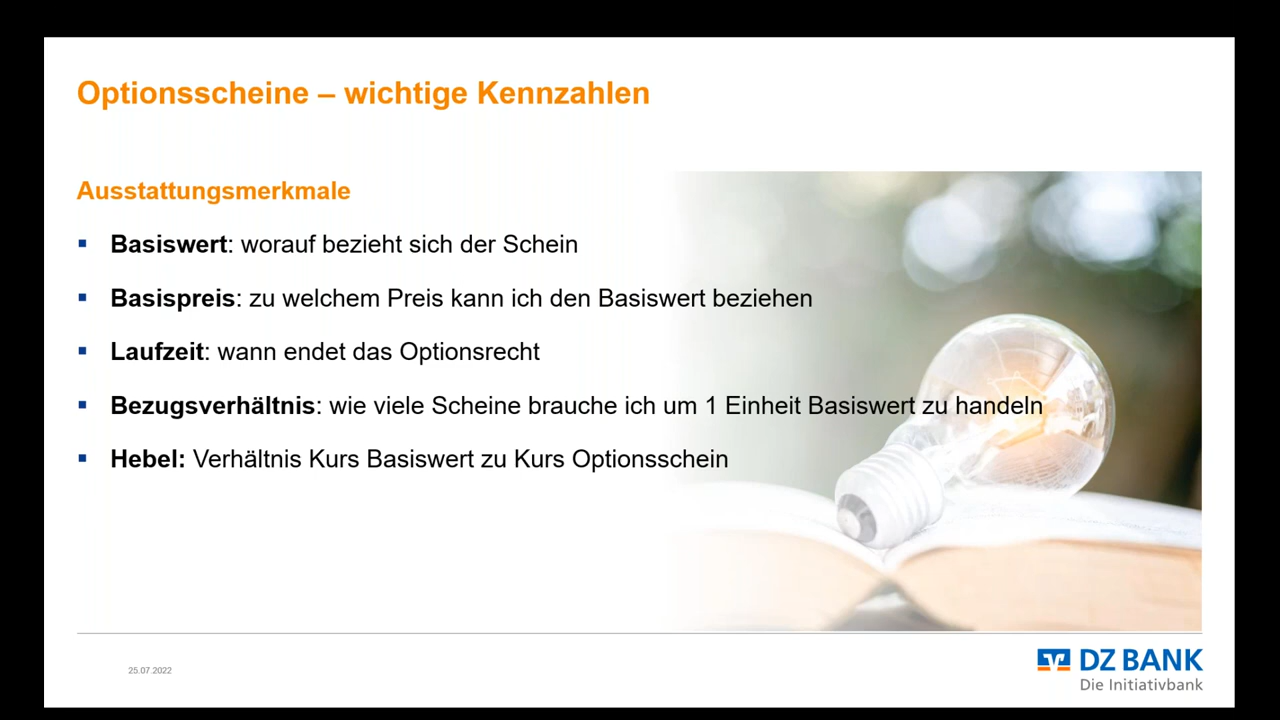 Optionsscheine – wichtige Kennzahlen
Ausstattungsmerkmale
▪ Basiswert: worauf bezieht sich der Schein
▪ Basispreis: zu welchem Preis kann ich den Basiswert beziehen
▪ Laufzeit: wann endet das Optionsrecht
▪ Bezugsverhältnis: wie viele Scheine brauche ich um 1 Einheit Basiswert zu handeln
▪ Hebel: Verhältnis Kurs Basiswert zu Kurs Optionsschein
25.07.2022
DZ BANK
Die Initiativbank